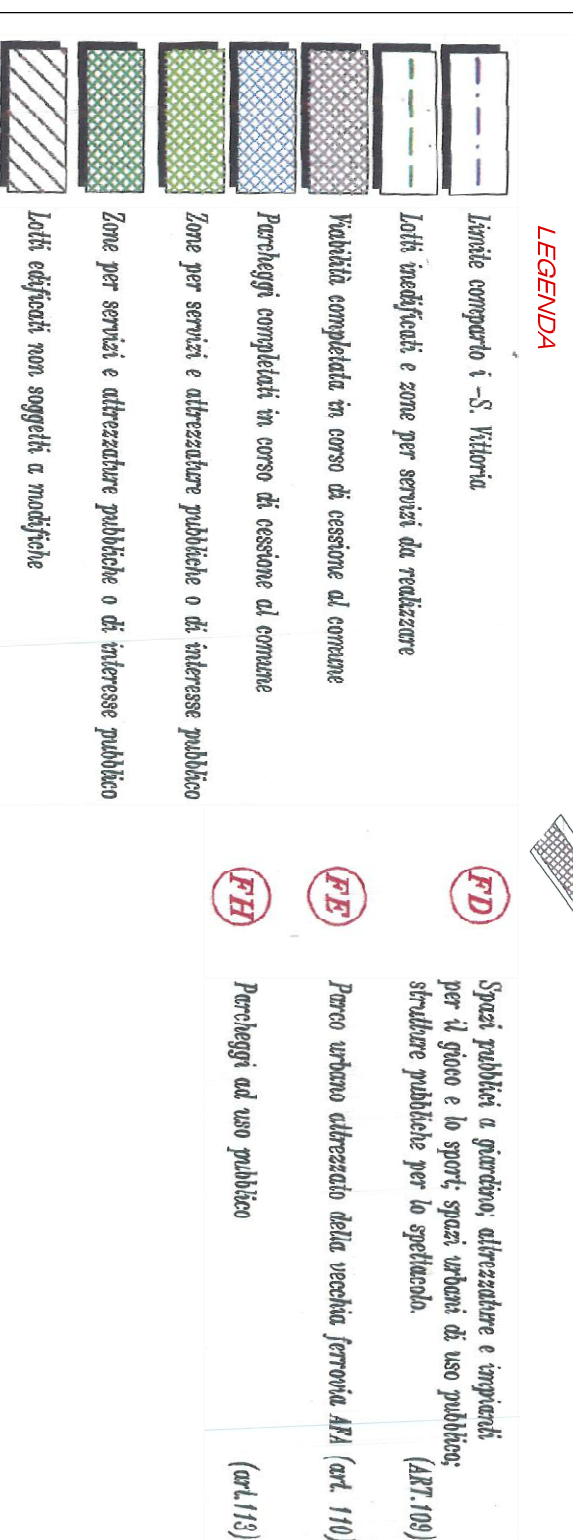 LEGENDA
Limite comparto i -S. Vittoria
Lotti inedificati e zone per servizi da realizzare
Viabilità completata in corso di cessione al comune
Parcheggi completati in corso di cessione al comune
Zone per servizi e attrezzature pubbliche o di interesse pubblico
Zone per servizi e attrezzature pubbliche o di interesse pubblico
Lotti edificati non soggetti a modifiche
FD
Spazi pubblici a giardino; attrezzature e impianti
per il gioco e lo sport; spazi urbani di uso pubblico;
strutture pubbliche per lo spettacolo. (ART.109)
FE
Parco urbano attrezzato della vecchia ferrovia AFA (art. 110)
FH
Parcheggi ad uso pubblico (art.113)